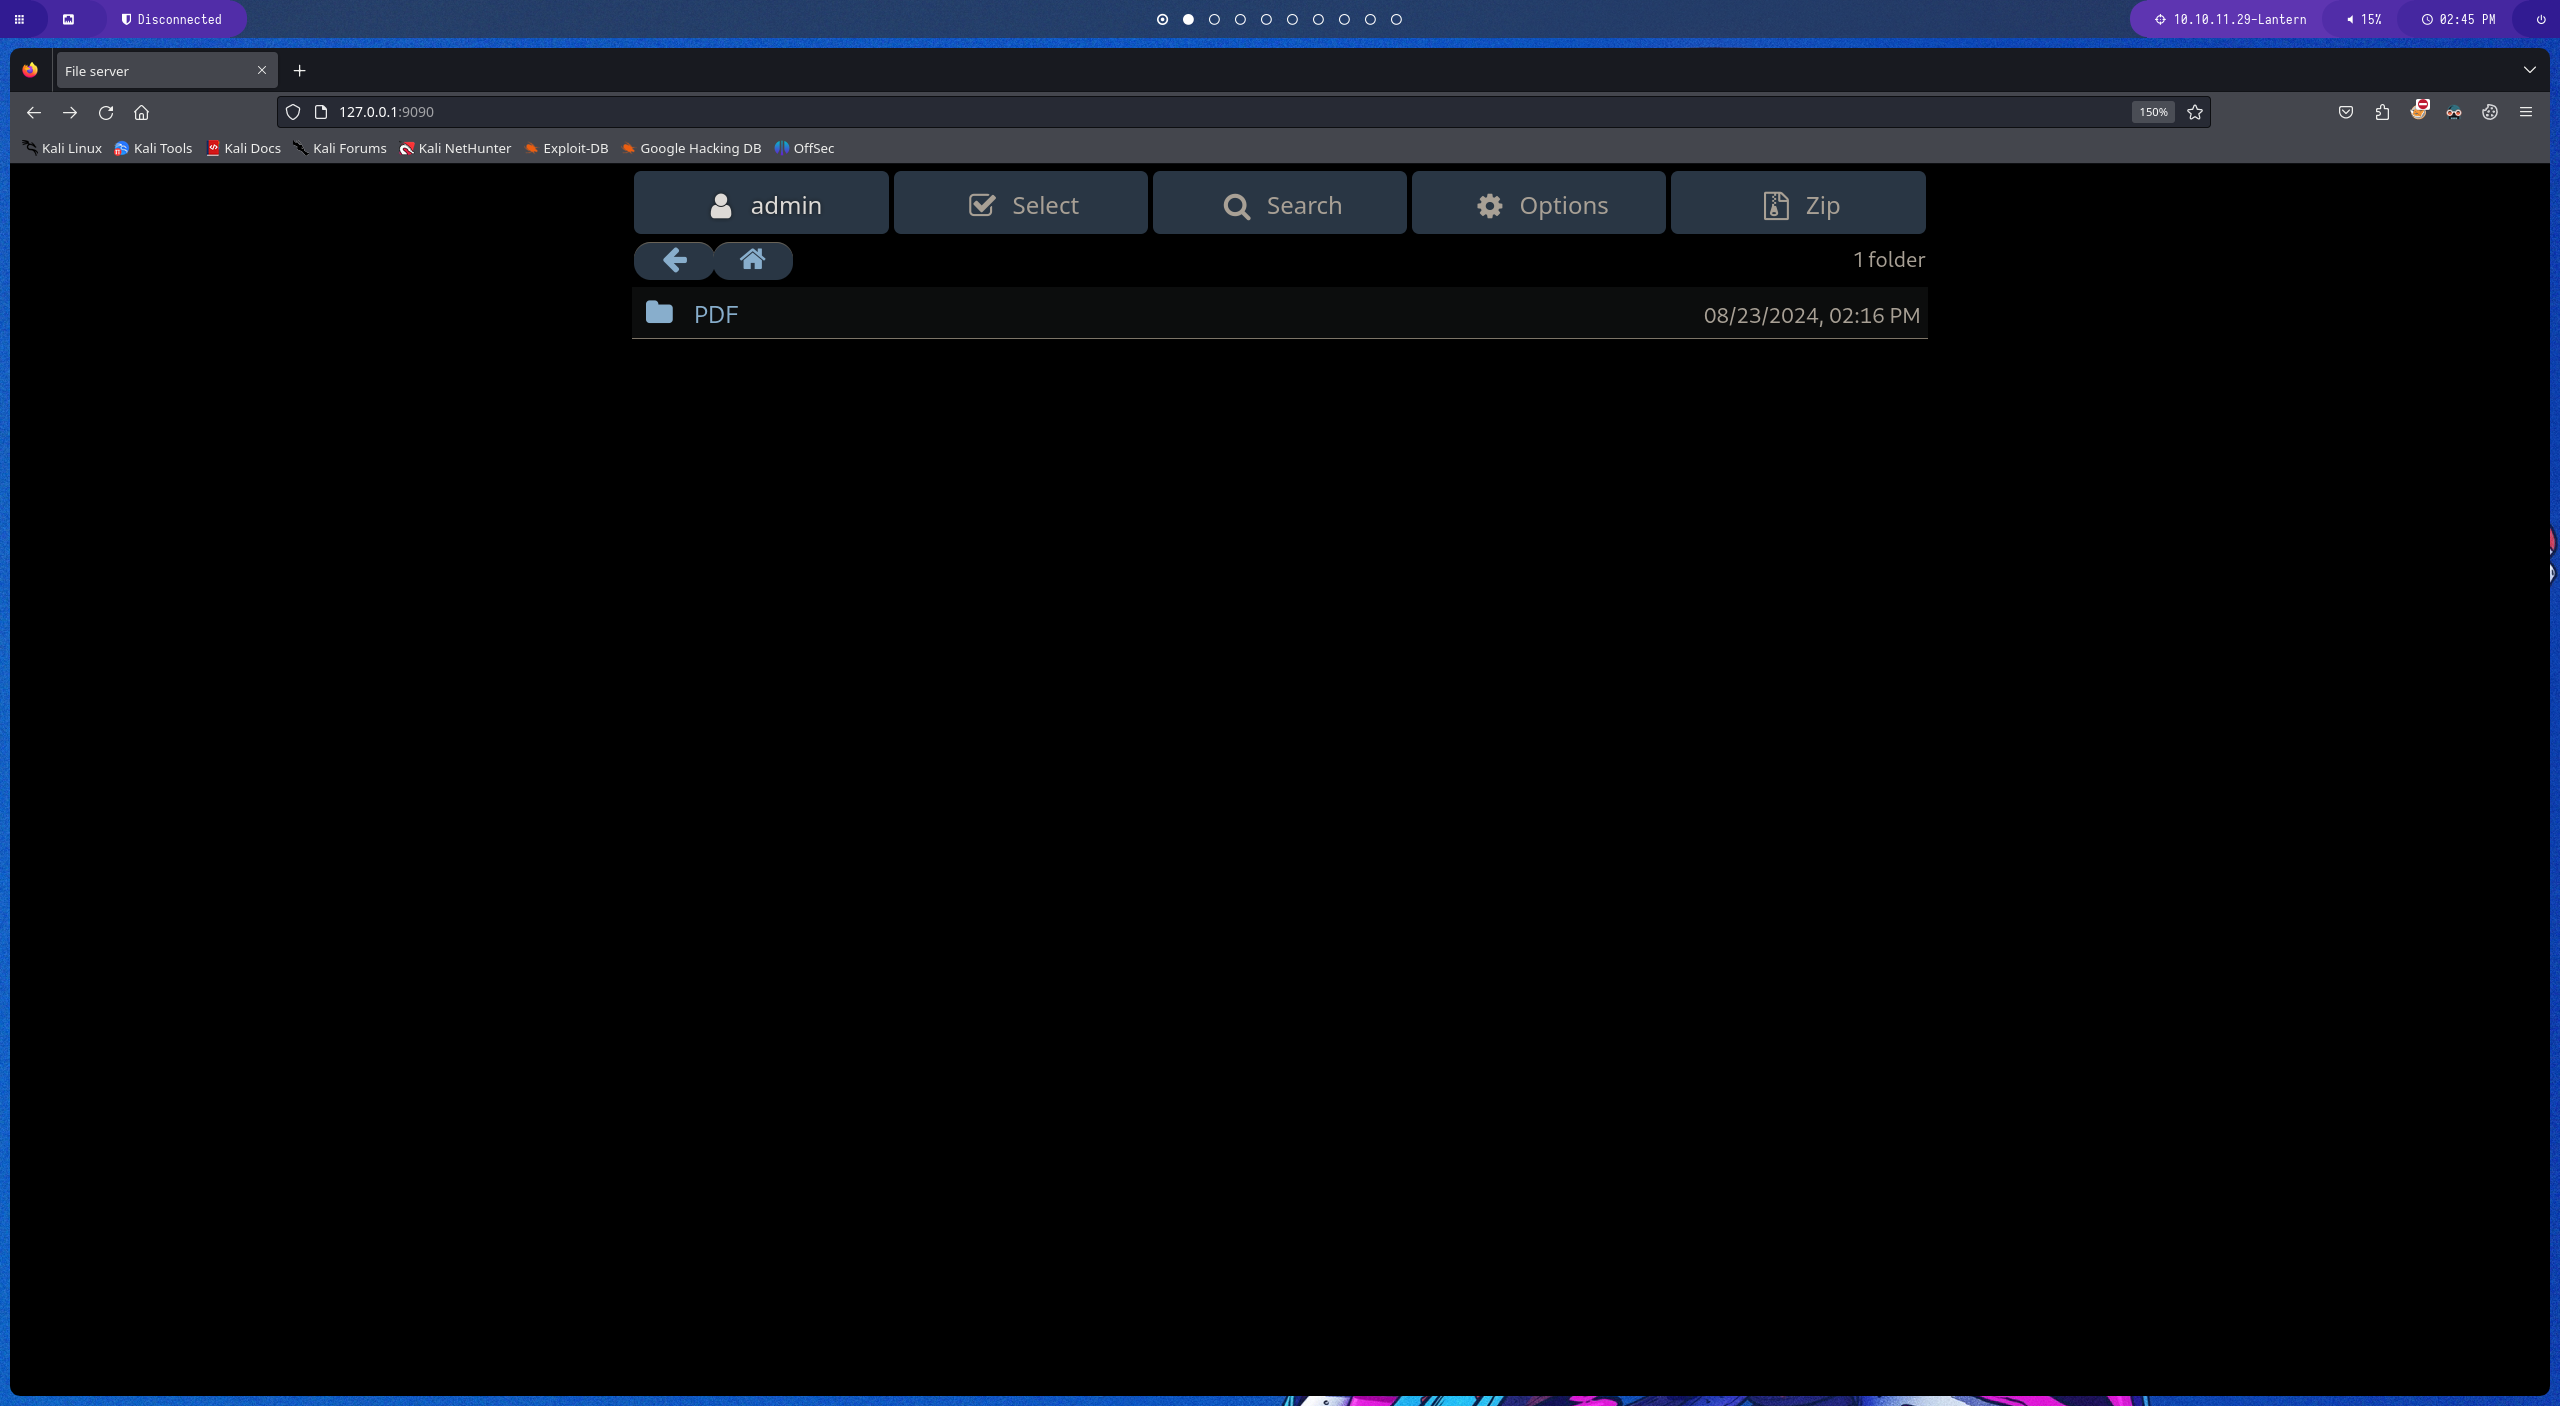 Disconnected
10.10.11.29-Lantern
15%
02:45 PM
File server
127.0.0.1:9090
150%
Kali Linux
Kali Tools
Kali Docs
Kali Forums
Kali NetHunter
Exploit-DB
Google Hacking DB
OffSec
admin
Select
Search
Options
Zip
1 folder
PDF
08/23/2024, 02:16 PM